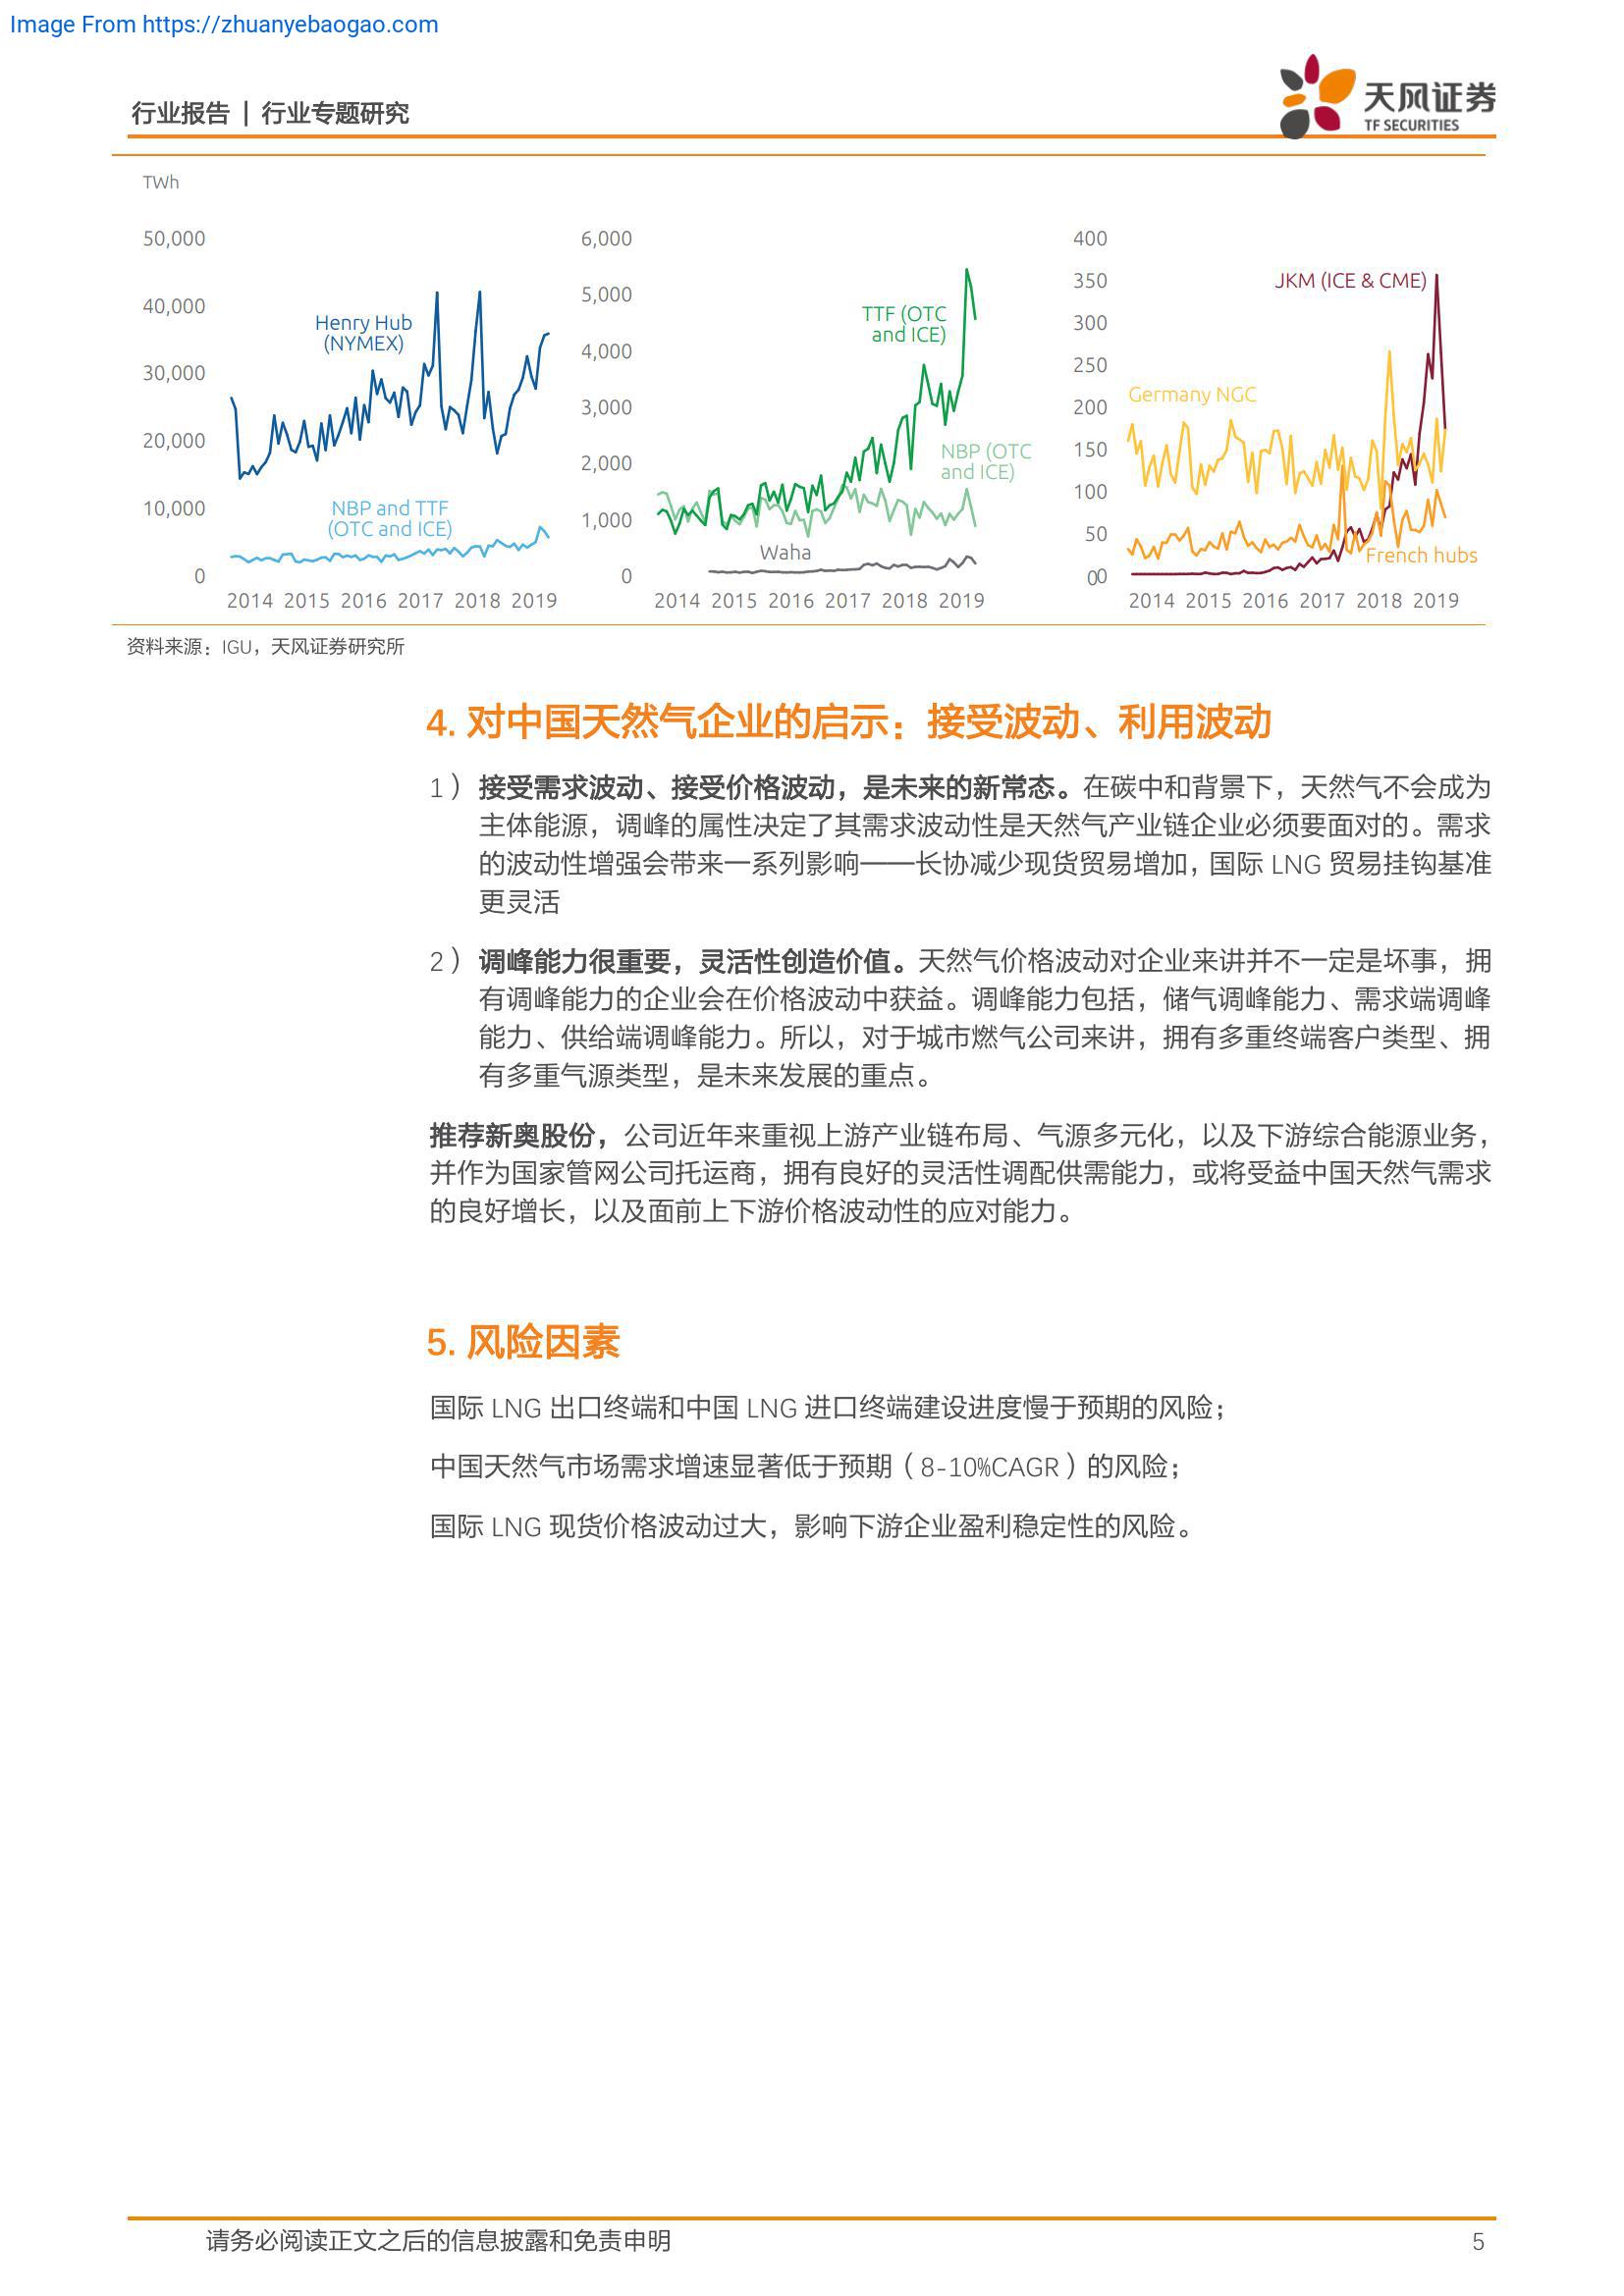 Image From https://zhuanyebaogao.com
行业报告 | 行业专题研究
天风证券
TF SECURITIES
TWh
50,000
40,000
30,000
20,000
10,000
0
Henry Hub
(NYMEX)
NBP and TTF
(OTC and ICE)
2014 2015 2016 2017 2018 2019
6,000
5,000
4,000
3,000
2,000
1,000
0
TTF (OTC
and ICE)
NBP (OTC
and ICE)
Waha
2014 2015 2016 2017 2018 2019
400
350
300
250
200
150
100
50
00
JKM (ICE & CME)
Germany NGC
French hubs
2014 2015 2016 2017 2018 2019
资料来源：IGU，天风证券研究所
4. 对中国天然气企业的启示：接受波动、利用波动
1） 接受需求波动、接受价格波动，是未来的新常态。在碳中和背景下，天然气不会成为
主体能源，调峰的属性决定了其需求波动性是天然气产业链企业必须要面对的。需求
的波动性增强会带来一系列影响——长协减少现货贸易增加，国际 LNG 贸易挂钩基准
更灵活
2） 调峰能力很重要，灵活性创造价值。天然气价格波动对企业来讲并不一定是坏事，拥
有调峰能力的企业会在价格波动中获益。调峰能力包括，储气调峰能力、需求端调峰
能力、供给端调峰能力。所以，对于城市燃气公司来讲，拥有多重终端客户类型、拥
有多重气源类型，是未来发展的重点。
推荐新奥股份，公司近年来重视上游产业链布局、气源多元化，以及下游综合能源业务，
并作为国家管网公司托运商，拥有良好的灵活性调配供需能力，或将受益中国天然气需求
的良好增长，以及面前上下游价格波动性的应对能力。
5. 风险因素
国际 LNG 出口终端和中国 LNG 进口终端建设进度慢于预期的风险；
中国天然气市场需求增速显著低于预期（8-10%CAGR）的风险；
国际 LNG 现货价格波动过大，影响下游企业盈利稳定性的风险。
请务必阅读正文之后的信息披露和免责申明
5